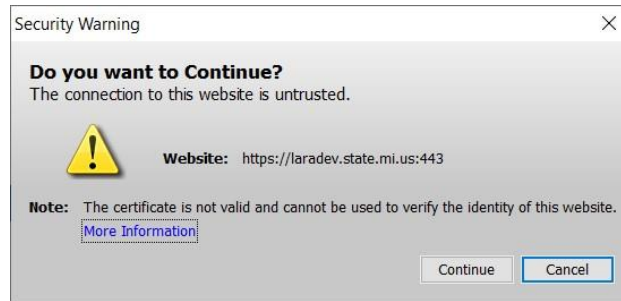 Security Warning
Do you want to Continue?
The connection to this website is untrusted.
Website: https://laradev.state.mi.us:443
Note: The certificate is not valid and cannot be used to verify the identity of this website.
More Information
Continue Cancel